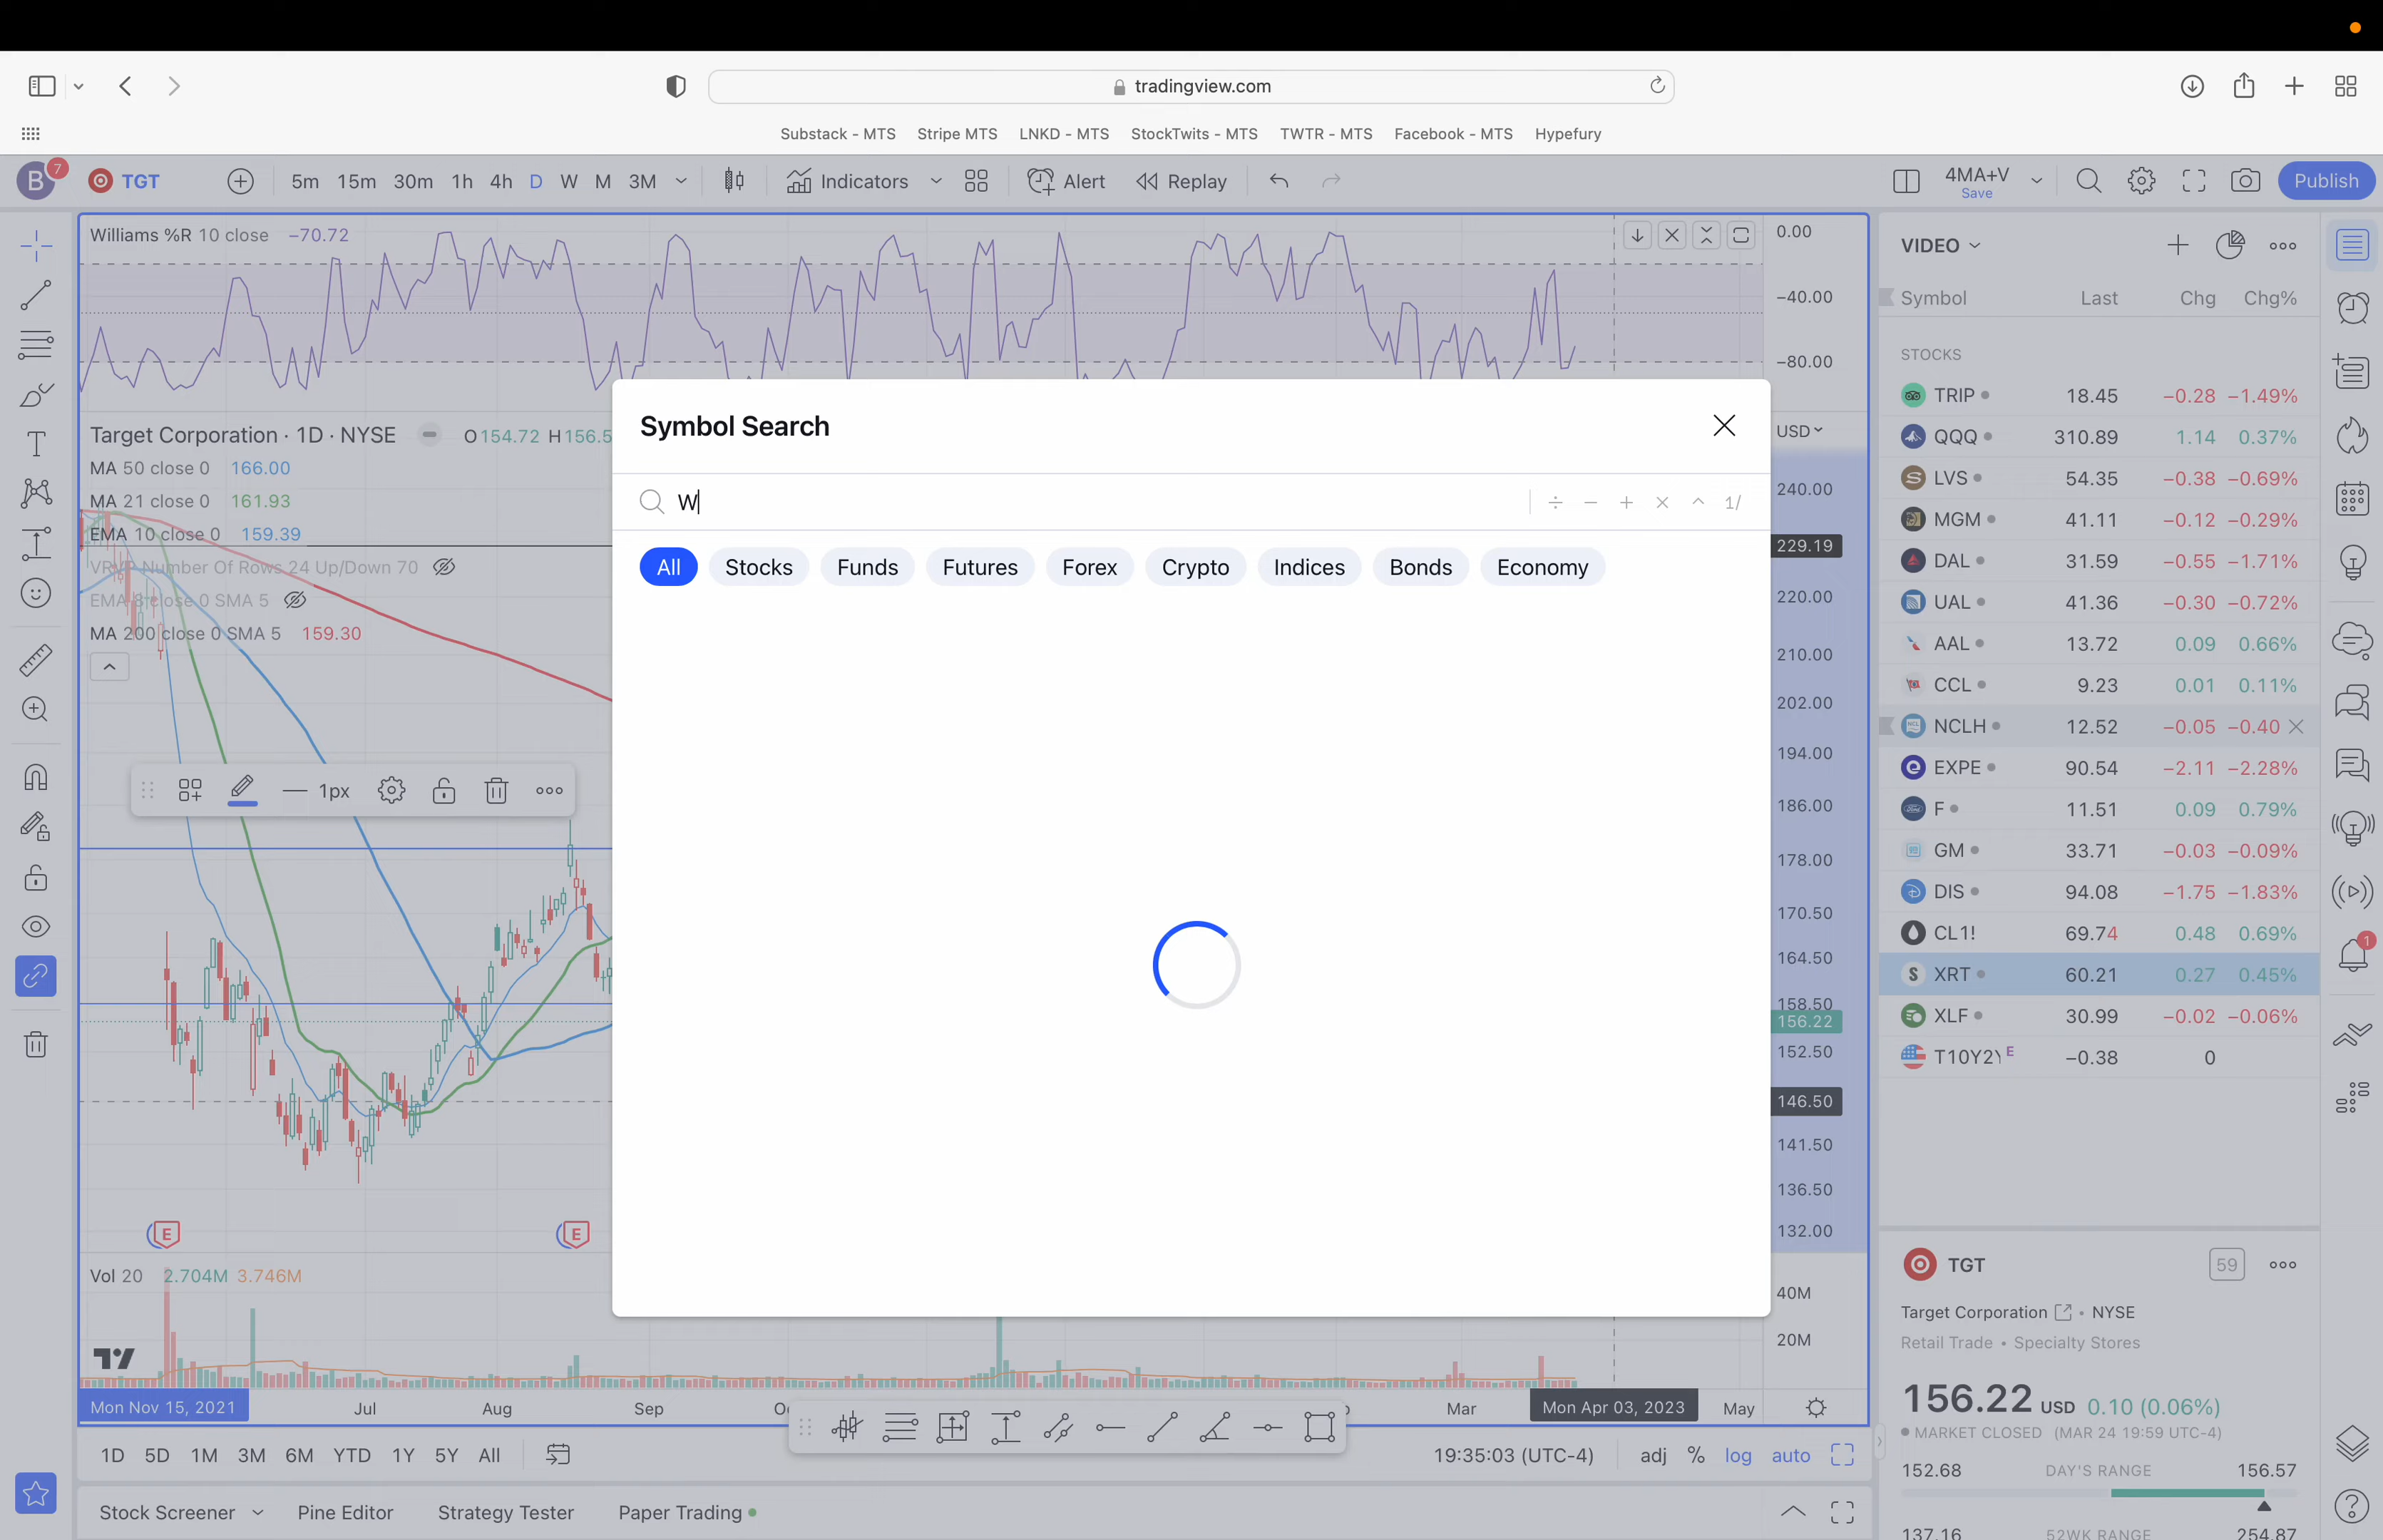 tradingview.com
Substack - MTS Stripe MTS LNKD - MTS StockTwits - MTS TWTR - MTS Facebook - MTS Hypefury
B 7 TGT 5m 15m 30m 1h 4h D W M 3M Indicators Alert Replay 4MA+V Save Publish
Williams %R 10 close −70.72
0.00
−40.00
−80.00
Target Corporation · 1D · NYSE O154.72 H156.5
MA 50 close 0 166.00
MA 21 close 0 161.93
EMA 10 close 0 159.39
VRVP Number Of Rows 24 Up/Down 70
EMA 8 close 0 SMA 5
MA 200 close 0 SMA 5 159.30
1px
Symbol Search
W
÷ − + × ^ 1/
All Stocks Funds Futures Forex Crypto Indices Bonds Economy
USD
240.00
229.19
220.00
210.00
202.00
194.00
186.00
178.00
170.50
164.50
158.50
156.22
152.50
146.50
141.50
136.50
132.00
E E
Vol 20 2.704M 3.746M
40M
20M
Mon Nov 15, 2021 Jul Aug Sep Mar Mon Apr 03, 2023 May
1D 5D 1M 3M 6M YTD 1Y 5Y All 19:35:03 (UTC-4) adj % log auto
Stock Screener Pine Editor Strategy Tester Paper Trading
VIDEO
Symbol Last Chg Chg%
STOCKS
TRIP 18.45 −0.28 −1.49%
QQQ 310.89 1.14 0.37%
LVS 54.35 −0.38 −0.69%
MGM 41.11 −0.12 −0.29%
DAL 31.59 −0.55 −1.71%
UAL 41.36 −0.30 −0.72%
AAL 13.72 0.09 0.66%
CCL 9.23 0.01 0.11%
NCLH 12.52 −0.05 −0.40
EXPE 90.54 −2.11 −2.28%
F 11.51 0.09 0.79%
GM 33.71 −0.03 −0.09%
DIS 94.08 −1.75 −1.83%
CL1! 69.74 0.48 0.69%
XRT 60.21 0.27 0.45%
XLF 30.99 −0.02 −0.06%
T10Y2Y E −0.38 0
1
TGT 59
Target Corporation • NYSE
Retail Trade • Specialty Stores
156.22 USD 0.10 (0.06%)
MARKET CLOSED (MAR 24 19:59 UTC-4)
152.68 DAY'S RANGE 156.57
137.16 52WK RANGE 254.87